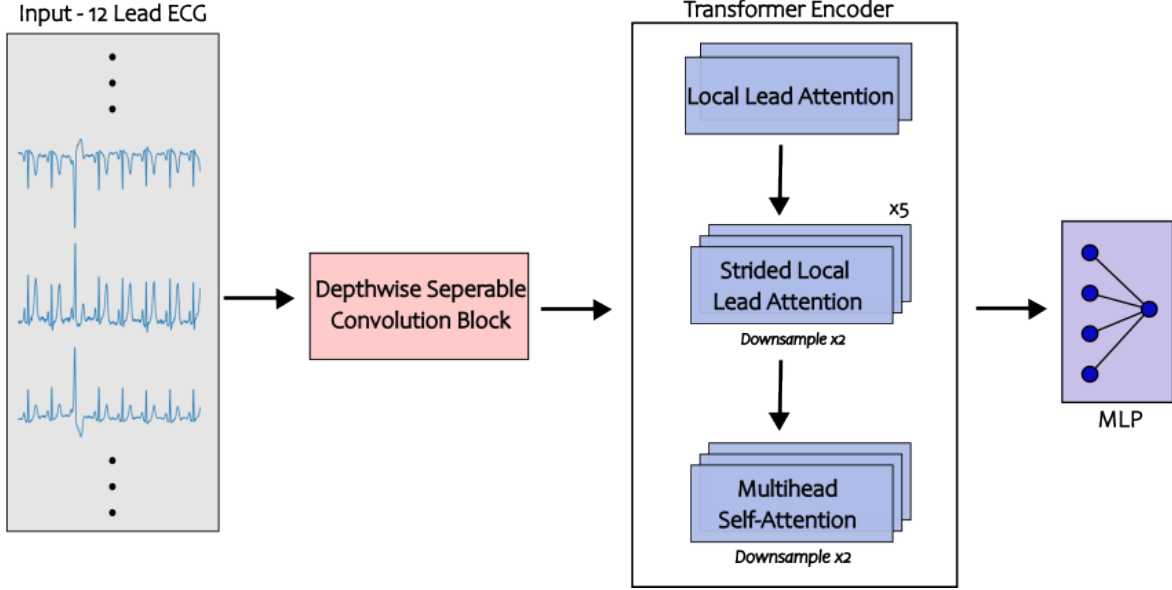 Input - 12 Lead ECG
Depthwise Seperable
Convolution Block
Transformer Encoder
Local Lead Attention
x5
Strided Local
Lead Attention
Downsample x2
Multihead
Self-Attention
Downsample x2
MLP